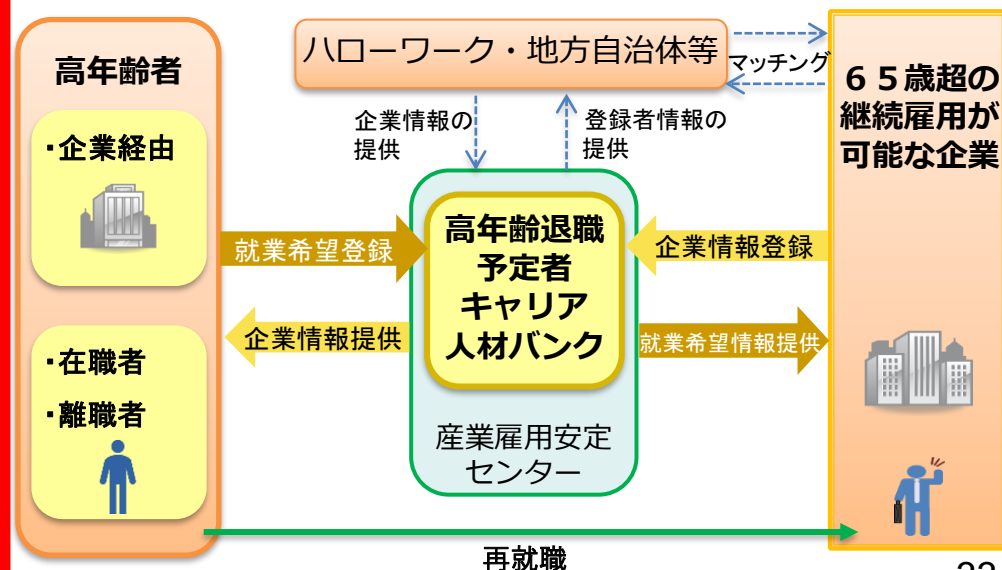 高年齢者
・企業経由
・在職者
・離職者
ハローワーク・地方自治体等
マッチング
企業情報の
提供
登録者情報の
提供
高年齢退職
予定者
キャリア
人材バンク
産業雇用安定
センター
就業希望登録
企業情報提供
企業情報登録
就業希望情報提供
６５歳超の
継続雇用が
可能な企業
再就職